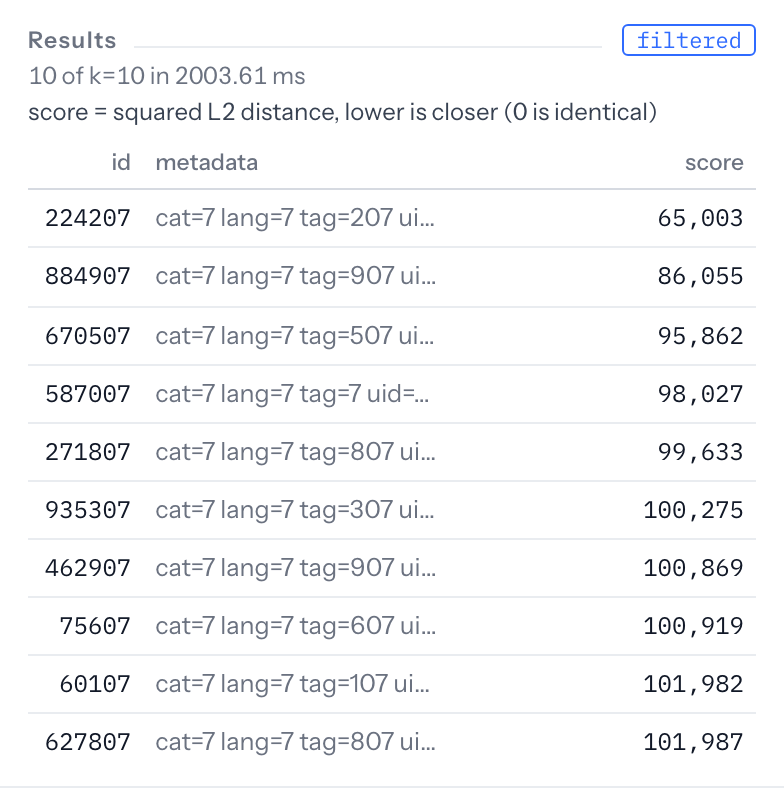 Results filtered
10 of k=10 in 2003.61 ms
score = squared L2 distance, lower is closer (0 is identical)
id metadata score
224207 cat=7 lang=7 tag=207 ui... 65,003
884907 cat=7 lang=7 tag=907 ui... 86,055
670507 cat=7 lang=7 tag=507 ui... 95,862
587007 cat=7 lang=7 tag=7 uid=... 98,027
271807 cat=7 lang=7 tag=807 ui... 99,633
935307 cat=7 lang=7 tag=307 ui... 100,275
462907 cat=7 lang=7 tag=907 ui... 100,869
75607 cat=7 lang=7 tag=607 ui... 100,919
60107 cat=7 lang=7 tag=107 ui... 101,982
627807 cat=7 lang=7 tag=807 ui... 101,987